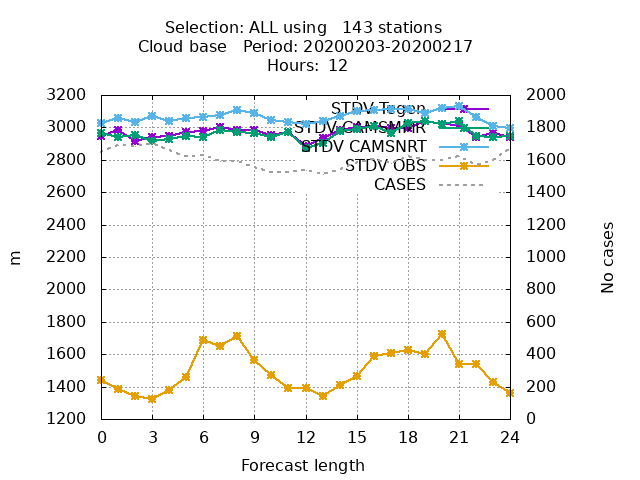 Selection: ALL using   143 stations
Cloud base   Period: 20200203-20200217
Hours:  12
3200
3000
2800
2600
2400
2200
2000
1800
1600
1400
1200
m
2000
1800
1600
1400
1200
1000
800
600
400
200
0
No cases
STDV Tegen
STDV CAMSMAIR
STDV CAMSNRT
STDV OBS
CASES
0 3 6 9 12 15 18 21 24
Forecast length